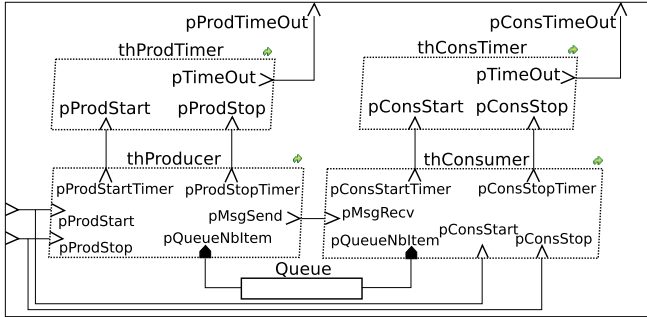 pProdTimeOut pConsTimeOut
thProdTimer thConsTimer
pTimeOut pTimeOut
pProdStart pProdStop pConsStart pConsStop
thProducer thConsumer
pProdStartTimer pProdStopTimer pConsStartTimer pConsStopTimer
pProdStart pMsgSend pMsgRecv
pProdStop pQueueNbItem pQueueNbItem pConsStart pConsStop
Queue